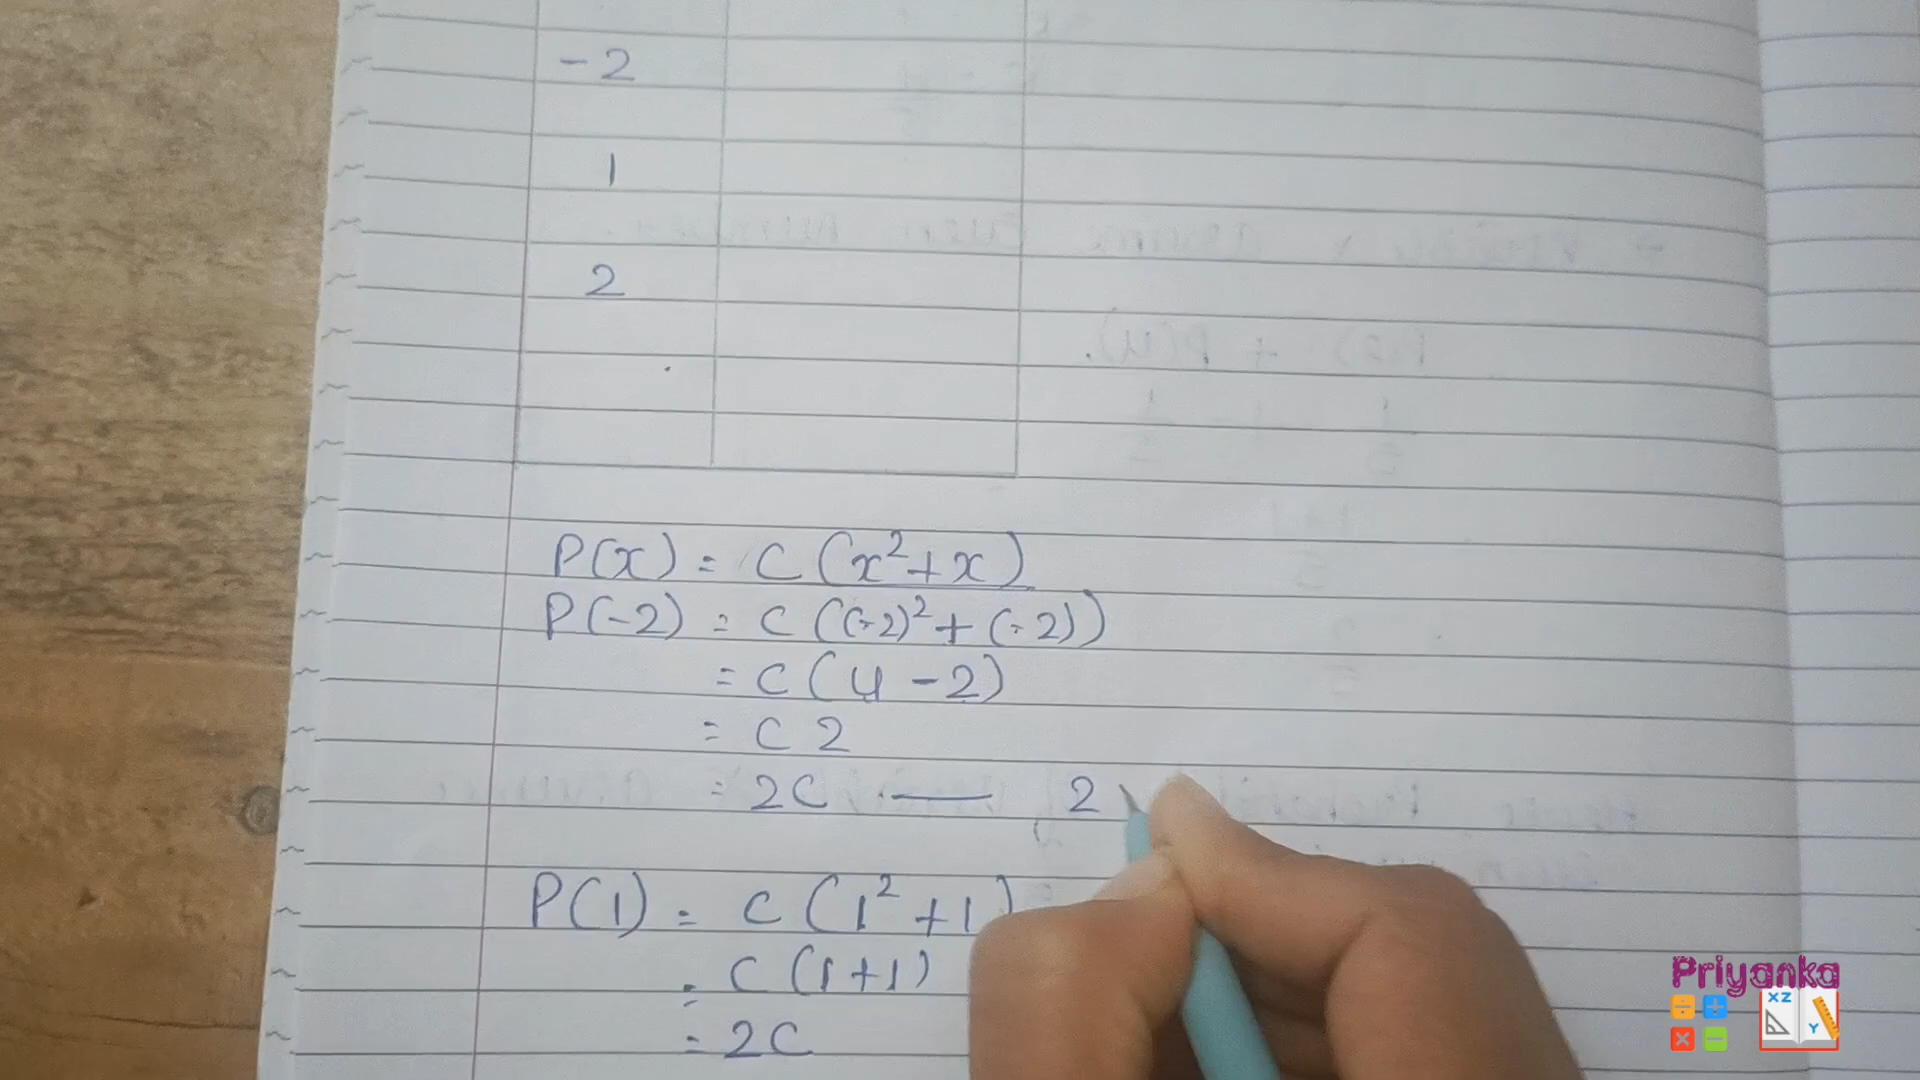 -2
1
2
P(x) = C (x²+x)
P(-2) = C ((-2)²+(-2))
= C (4 -2)
= C 2
= 2C — 2
P(1) = C (1² +1)
= C (1+1)
= 2C
Priyanka
XZ
Y